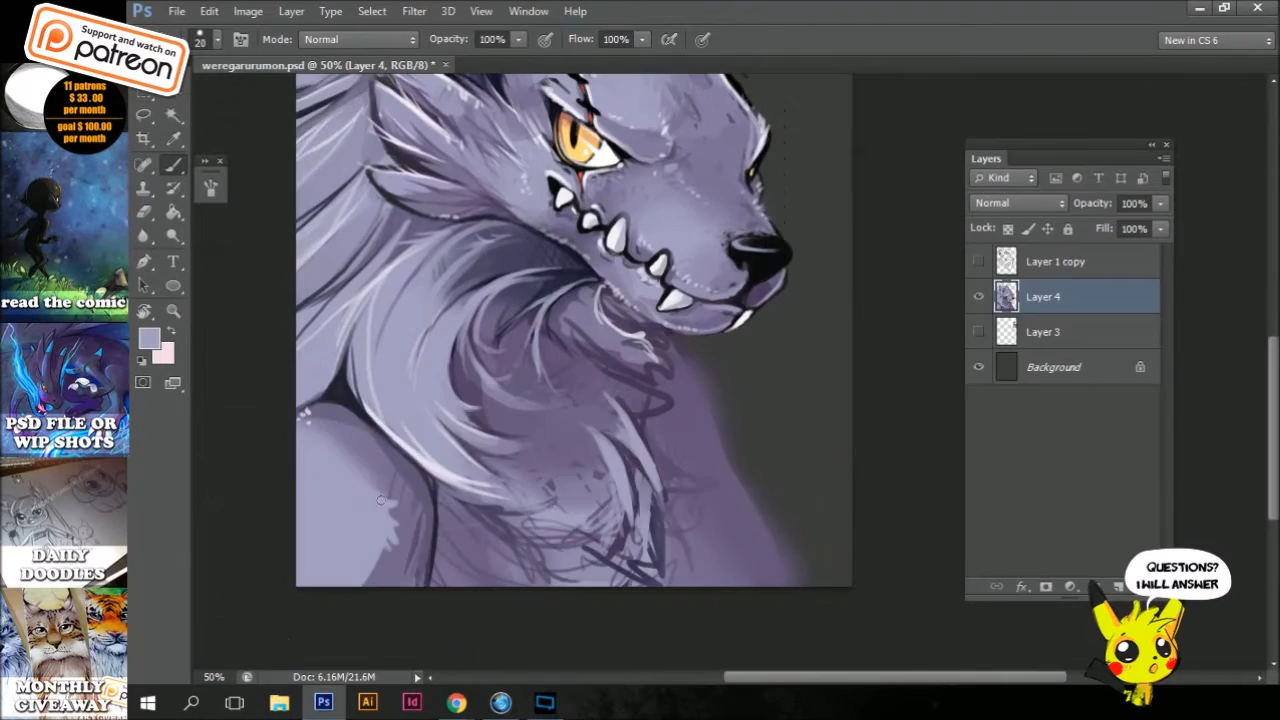 Support and watch on
patreon
11 patrons
$ 33 .00
per month
goal $ 100.00
per month
read the comic
PSD FILE OR
WIP SHOTS
DAILY
DOODLES
MONTHLY
GIVEAWAY
Ps File Edit Image Layer Type Select Filter 3D View Window Help
20 Mode: Normal Opacity: 100% Flow: 100% New in CS 6
weregarurumon.psd @ 50% (Layer 4, RGB/8) * ×
Layers
Kind
Normal Opacity: 100%
Lock: Fill: 100%
Layer 1 copy
Layer 4
Layer 3
Background
fx
QUESTIONS?
I WILL ANSWER
50% Doc: 6.16M/21.6M
Ps Ai Id